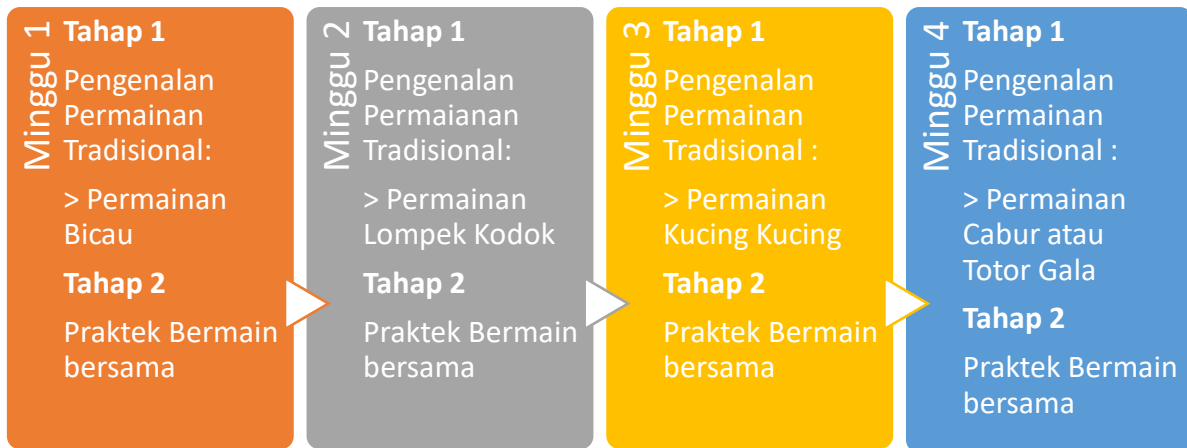 Minggu 1
Tahap 1
Pengenalan
Permainan
Tradisional:
> Permainan
Bicau
Tahap 2
Praktek Bermain
bersama
Minggu 2
Tahap 1
Pengenalan
Permaianan
Tradisional:
> Permainan
Lompek Kodok
Tahap 2
Praktek Bermain
bersama
Minggu 3
Tahap 1
Pengenalan
Permainan
Tradisional :
> Permainan
Kucing Kucing
Tahap 2
Praktek Bermain
bersama
Minggu 4
Tahap 1
Pengenalan
Permainan
Tradisional :
> Permainan
Cabur atau
Totor Gala
Tahap 2
Praktek Bermain
bersama